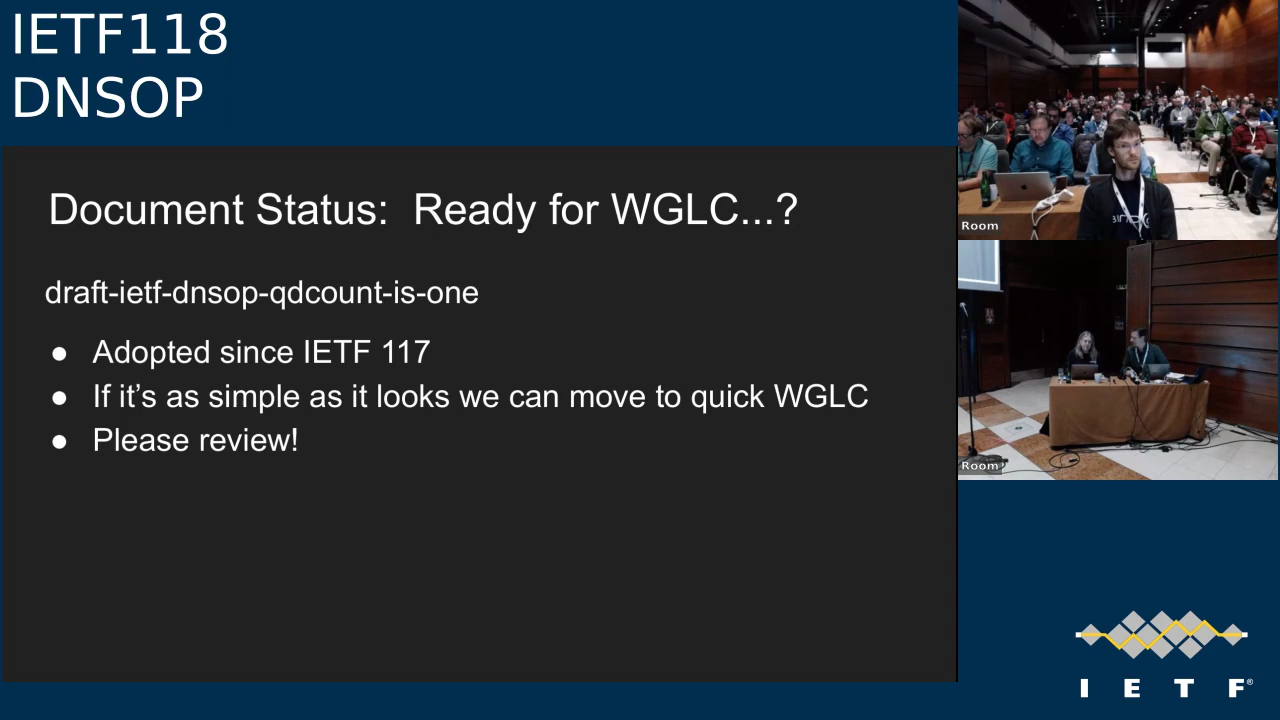 IETF118
DNSOP
Document Status:  Ready for WGLC...?
draft-ietf-dnsop-qdcount-is-one
● Adopted since IETF 117
● If it’s as simple as it looks we can move to quick WGLC
● Please review!
Room
Room
I E T F®